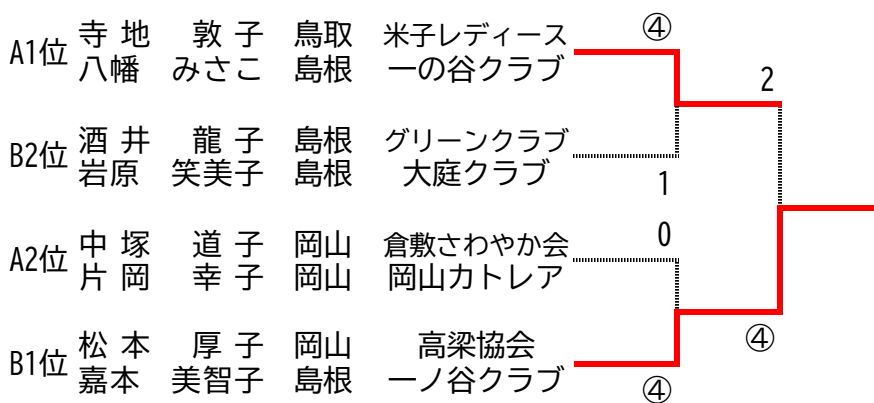 ④
A1位 寺地 敦子 鳥取 米子レディース
八幡 みさこ 島根 一の谷クラブ
2
B2位 酒井 龍子 島根 グリーンクラブ
岩原 笑美子 島根 大庭クラブ
1
0
A2位 中塚 道子 岡山 倉敷さわやか会
片岡 幸子 岡山 岡山カトレア
④
B1位 松本 厚子 岡山 高梁協会
嘉本 美智子 島根 一ノ谷クラブ
④